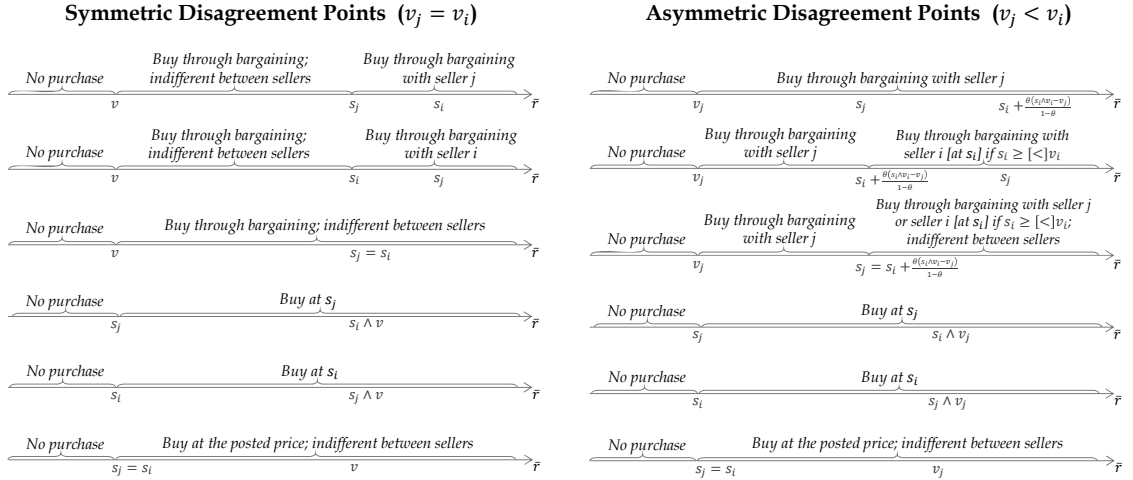 Symmetric Disagreement Points (v_j = v_i)
Buy through bargaining; Buy through bargaining
No purchase indifferent between sellers with seller j
v s_j s_i r̄
Buy through bargaining; Buy through bargaining
No purchase indifferent between sellers with seller i
v s_i s_j r̄
No purchase Buy through bargaining; indifferent between sellers
v s_j = s_i r̄
No purchase Buy at s_j
s_j s_i ∧ v r̄
No purchase Buy at s_i
s_i s_j ∧ v r̄
No purchase Buy at the posted price; indifferent between sellers
s_j = s_i v r̄
Asymmetric Disagreement Points (v_j < v_i)
No purchase Buy through bargaining with seller j
v_j s_j s_i + θ(s_i∧v_i−v_j)/(1−θ) r̄
Buy through bargaining Buy through bargaining with
No purchase with seller j seller i [at s_i] if s_i ≥ [<]v_i
v_j s_i + θ(s_i∧v_i−v_j)/(1−θ) s_j r̄
Buy through bargaining with seller j
Buy through bargaining or seller i [at s_i] if s_i ≥ [<]v_i;
No purchase with seller j indifferent between sellers
v_j s_j = s_i + θ(s_i∧v_i−v_j)/(1−θ) r̄
No purchase Buy at s_j
s_j s_i ∧ v_j r̄
No purchase Buy at s_i
s_i s_j ∧ v_j r̄
No purchase Buy at the posted price; indifferent between sellers
s_j = s_i v_j r̄